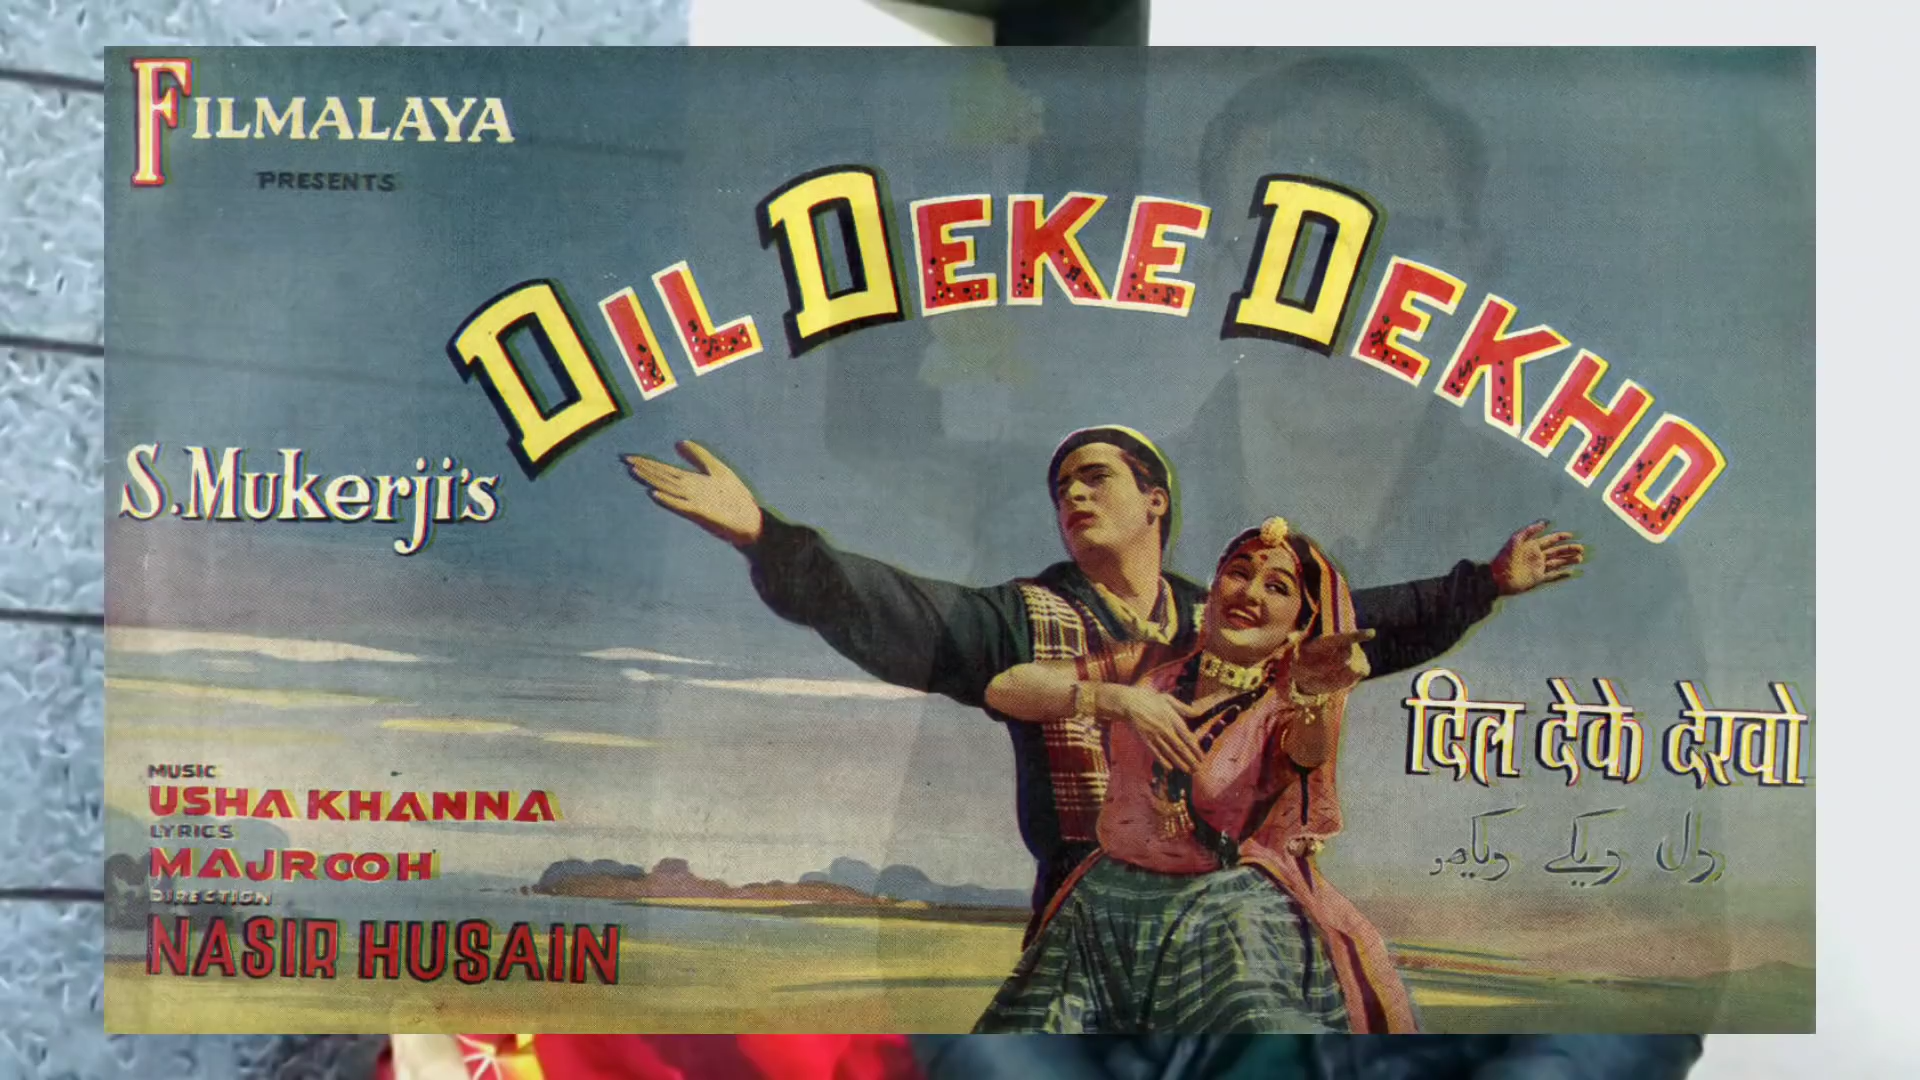 FILMALAYA
PRESENTS
DIL DEKE DEKHO
S.Mukerji's
दिल देके देखो
دل دیکے دیکھو
MUSIC
USHA KHANNA
LYRICS
MAJROOH
DIRECTION
NASIR HUSAIN